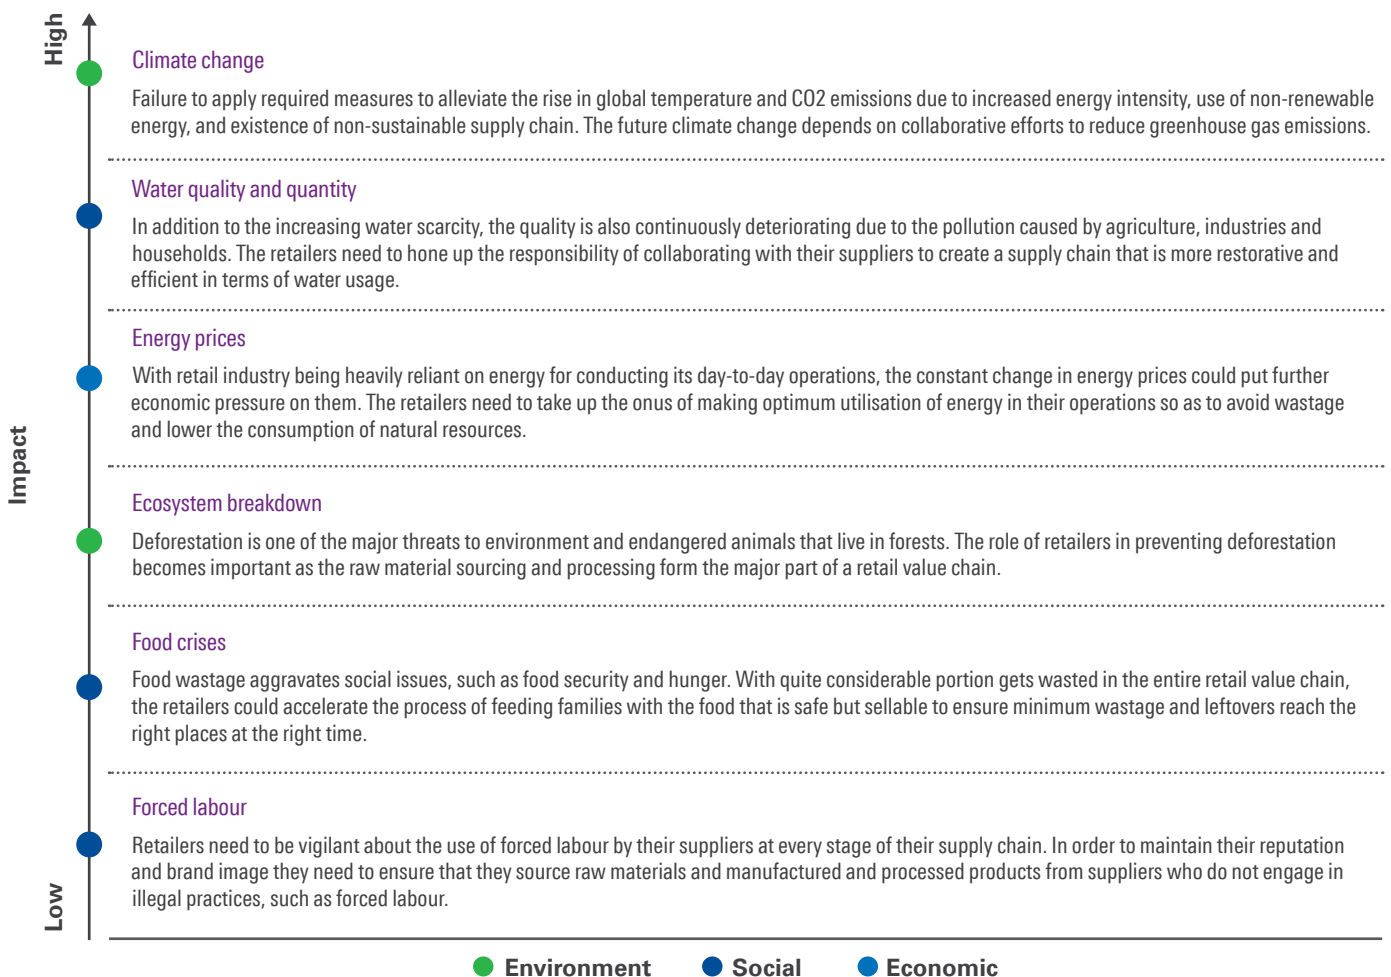 High
Climate change
Failure to apply required measures to alleviate the rise in global temperature and CO2 emissions due to increased energy intensity, use of non-renewable
energy, and existence of non-sustainable supply chain. The future climate change depends on collaborative efforts to reduce greenhouse gas emissions.
Water quality and quantity
In addition to the increasing water scarcity, the quality is also continuously deteriorating due to the pollution caused by agriculture, industries and
households. The retailers need to hone up the responsibility of collaborating with their suppliers to create a supply chain that is more restorative and
efficient in terms of water usage.
Energy prices
With retail industry being heavily reliant on energy for conducting its day-to-day operations, the constant change in energy prices could put further
economic pressure on them. The retailers need to take up the onus of making optimum utilisation of energy in their operations so as to avoid wastage
and lower the consumption of natural resources.
Impact
Ecosystem breakdown
Deforestation is one of the major threats to environment and endangered animals that live in forests. The role of retailers in preventing deforestation
becomes important as the raw material sourcing and processing form the major part of a retail value chain.
Food crises
Food wastage aggravates social issues, such as food security and hunger. With quite considerable portion gets wasted in the entire retail value chain,
the retailers could accelerate the process of feeding families with the food that is safe but sellable to ensure minimum wastage and leftovers reach the
right places at the right time.
Forced labour
Retailers need to be vigilant about the use of forced labour by their suppliers at every stage of their supply chain. In order to maintain their reputation
and brand image they need to ensure that they source raw materials and manufactured and processed products from suppliers who do not engage in
illegal practices, such as forced labour.
Low
Environment
Social
Economic